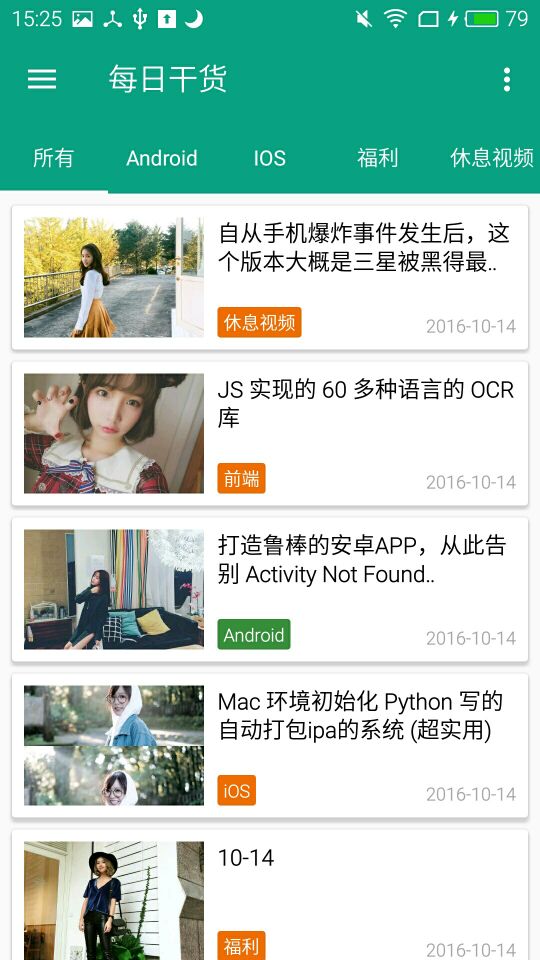 15:25
79
每日干货
所有
Android
IOS
福利
休息视频
自从手机爆炸事件发生后，这
个版本大概是三星被黑得最..
休息视频
2016-10-14
JS 实现的 60 多种语言的 OCR
库
前端
2016-10-14
打造鲁棒的安卓APP，从此告
别 Activity Not Found..
Android
2016-10-14
Mac 环境初始化 Python 写的
自动打包ipa的系统 (超实用)
iOS
2016-10-14
10-14
福利
2016-10-14